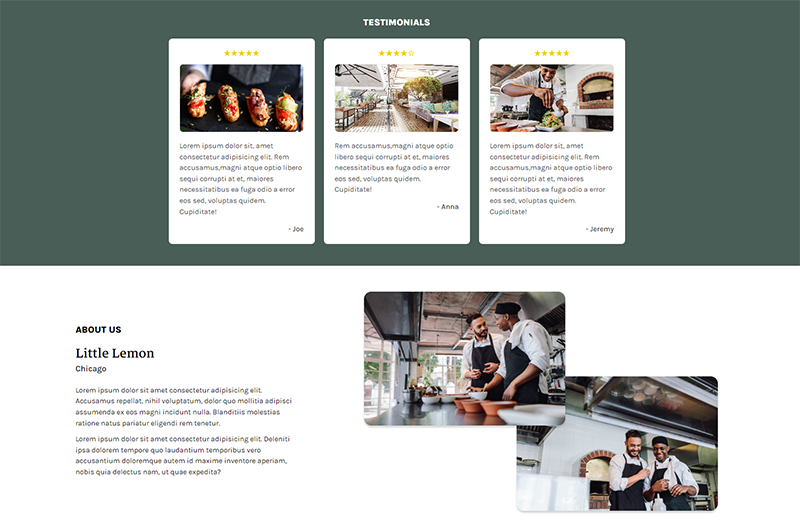 TESTIMONIALS
★★★★★
Lorem ipsum dolor sit, amet
consectetur adipisicing elit. Rem
accusamus,magni atque optio libero
sequi corrupti at et, maiores
necessitatibus ea fuga odio a error
eos sed, voluptas quidem.
Cupiditate!
- Joe
★★★★☆
Rem accusamus,magni atque optio
libero sequi corrupti at et, maiores
necessitatibus ea fuga odio a error
eos sed, voluptas quidem.
Cupiditate!
- Anna
★★★★★
Lorem ipsum dolor sit, amet
consectetur adipisicing elit. Rem
accusamus,magni atque optio libero
sequi corrupti at et, maiores
necessitatibus ea fuga odio a error
eos sed, voluptas quidem.
Cupiditate!
- Jeremy
ABOUT US
Little Lemon
Chicago
Lorem ipsum dolor sit amet consectetur adipisicing elit.
Accusamus repellat, nihil voluptatum, dolor quo mollitia adipisci
assumenda ex eos magni incidunt nulla. Blanditiis molestias
ratione natus pariatur eligendi rem tenetur.
Lorem ipsum dolor sit amet consectetur adipisicing elit. Deleniti
ipsa dolorem tempore quo laudantium temporibus vero
accusantium doloremque autem id maxime inventore aperiam,
nobis quia delectus nam, ut quae expedita?